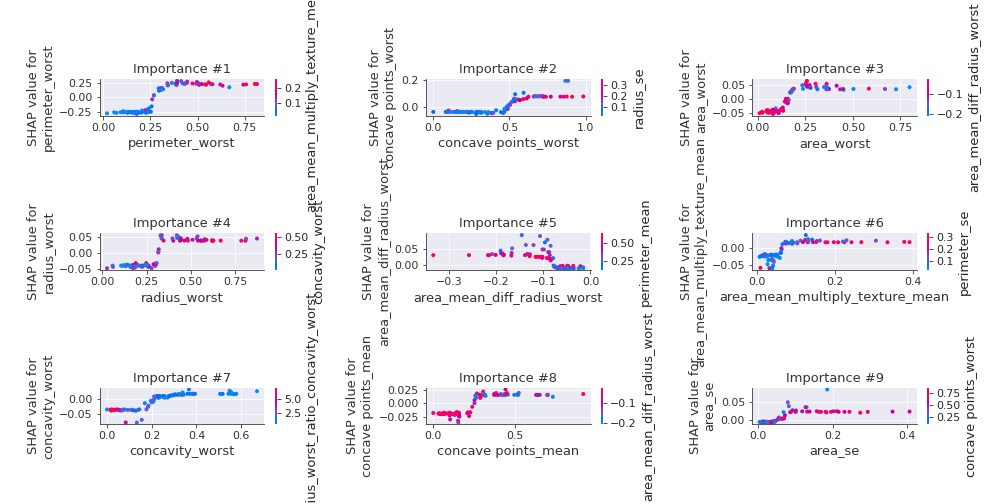 Importance #1
SHAP value for
perimeter_worst
0.25
0.00
−0.25
0.00
0.25
0.50
0.75
perimeter_worst
0.2
0.1
area_mean_multiply_texture_me
Importance #2
SHAP value for
concave points_worst
0.2
0.0
0.0
0.5
1.0
concave points_worst
0.3
0.2
0.1
radius_se
Importance #3
SHAP value for
area_worst
0.05
0.00
−0.05
0.00
0.25
0.50
0.75
area_worst
−0.1
−0.2
area_mean_diff_radius_worst
Importance #4
SHAP value for
radius_worst
0.05
0.00
−0.05
0.00
0.25
0.50
0.75
radius_worst
0.50
0.25
concavity_worst
Importance #5
SHAP value for
area_mean_diff_radius_worst
0.05
0.00
−0.3
−0.2
−0.1
0.0
area_mean_diff_radius_worst
0.50
0.25
perimeter_mean
Importance #6
SHAP value for
area_mean_multiply_texture_mean
0.00
−0.05
0.0
0.2
0.4
area_mean_multiply_texture_mean
0.3
0.2
0.1
perimeter_se
Importance #7
SHAP value for
concavity_worst
0.00
−0.05
0.0
0.2
0.4
0.6
concavity_worst
5.0
2.5
ius_worst_ratio_concavity_worst
Importance #8
SHAP value for
concave points_mean
0.025
0.000
−0.025
0.0
0.5
concave points_mean
−0.1
−0.2
area_mean_diff_radius_worst
Importance #9
SHAP value for
area_se
0.05
0.00
0.0
0.2
0.4
area_se
0.75
0.50
0.25
concave points_worst